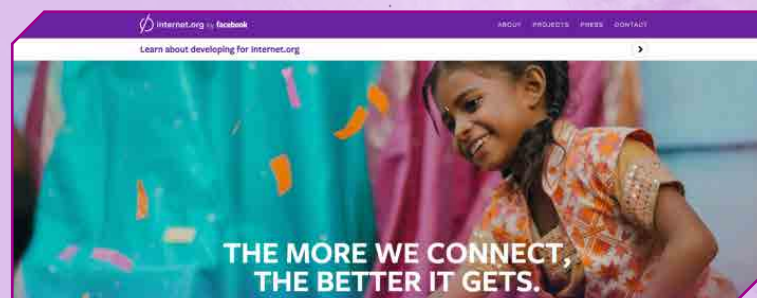 internet.org by facebook
ABOUT PROJECTS PRESS CONTACT
Learn about developing for Internet.org
THE MORE WE CONNECT,
THE BETTER IT GETS.